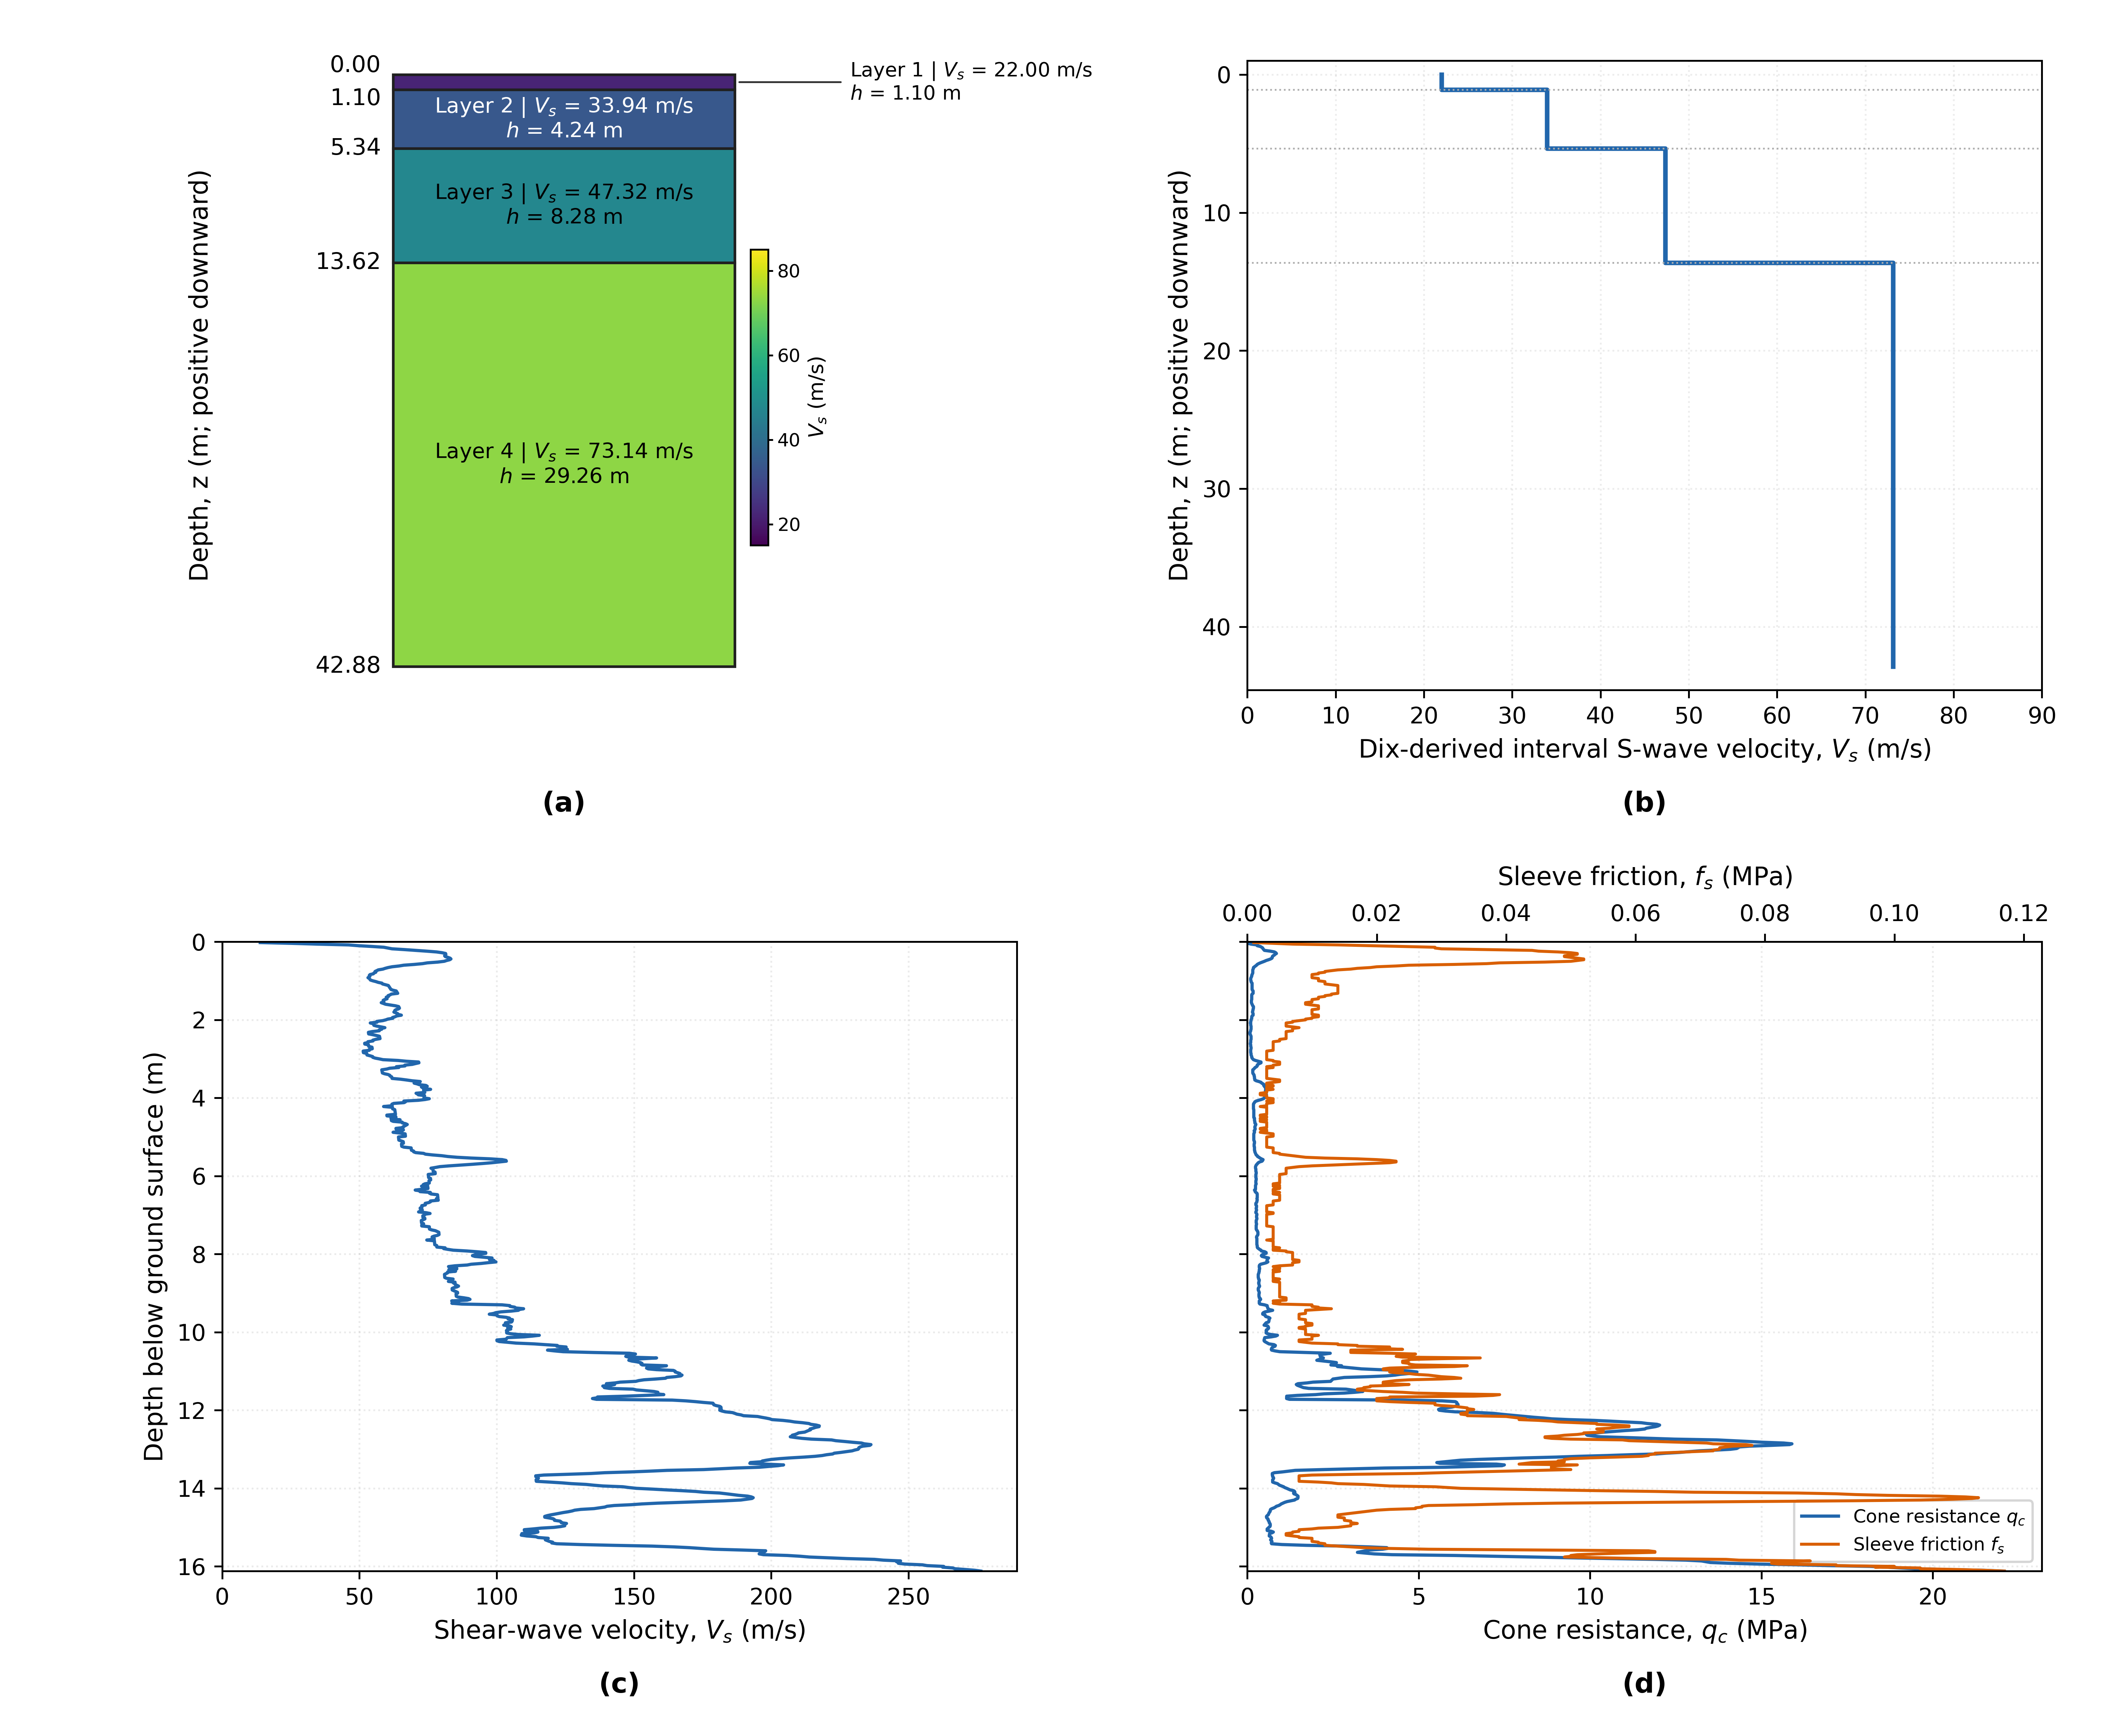 0.00
1.10
5.34
13.62
42.88
Depth, z (m; positive downward)
Layer 1 | Vs = 22.00 m/s
h = 1.10 m
Layer 2 | Vs = 33.94 m/s
h = 4.24 m
Layer 3 | Vs = 47.32 m/s
h = 8.28 m
Layer 4 | Vs = 73.14 m/s
h = 29.26 m
80
60
40
20
Vs (m/s)
(a)
Depth, z (m; positive downward)
0
10
20
30
40
0 10 20 30 40 50 60 70 80 90
Dix-derived interval S-wave velocity, Vs (m/s)
(b)
Depth below ground surface (m)
0
2
4
6
8
10
12
14
16
0 50 100 150 200 250
Shear-wave velocity, Vs (m/s)
(c)
Sleeve friction, fs (MPa)
0.00 0.02 0.04 0.06 0.08 0.10 0.12
Cone resistance qc
Sleeve friction fs
0 5 10 15 20
Cone resistance, qc (MPa)
(d)